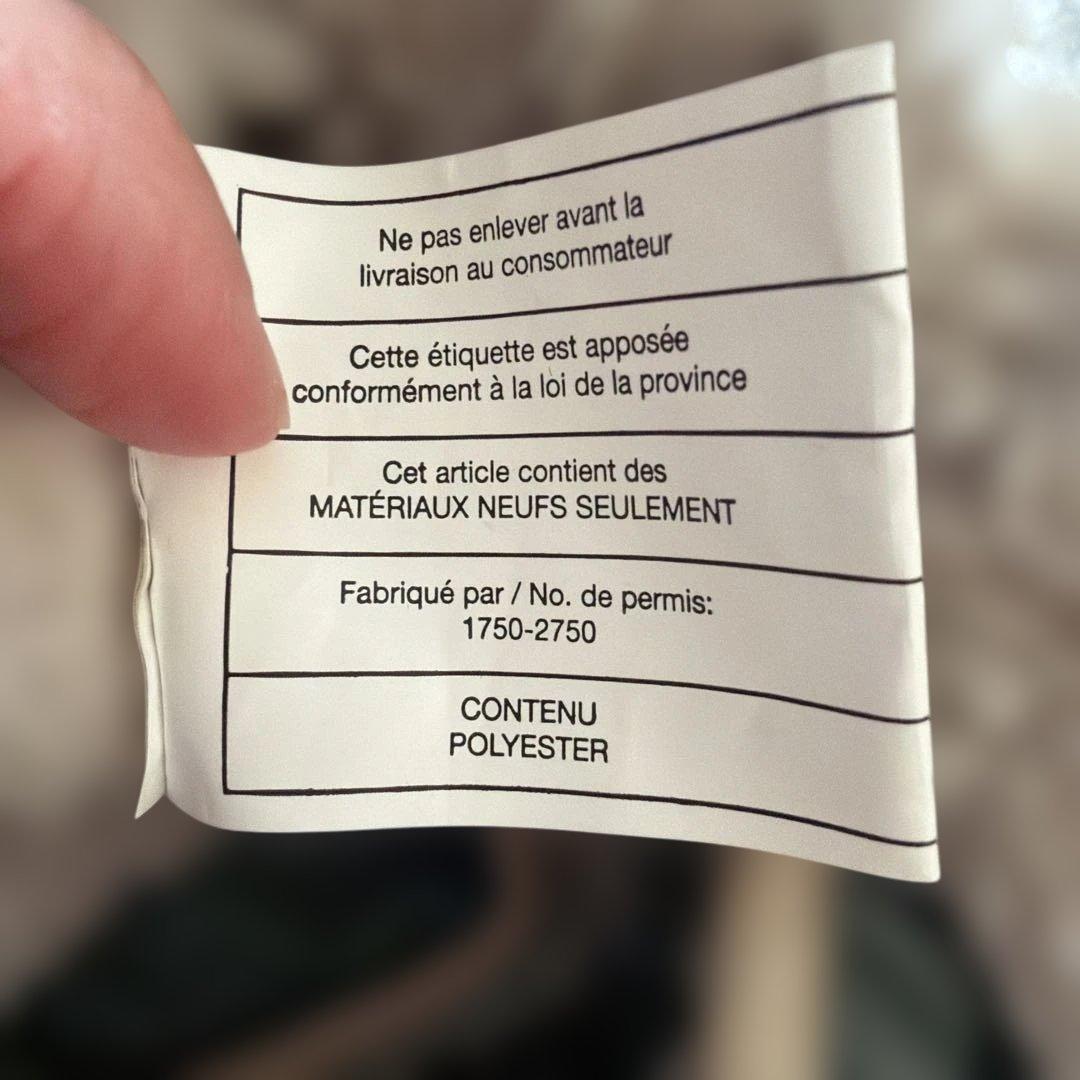 Ne pas enlever avant la
livraison au consommateur
Cette étiquette est apposée
conformément à la loi de la province
Cet article contient des
MATÉRIAUX NEUFS SEULEMENT
Fabriqué par / No. de permis:
1750-2750
CONTENU
POLYESTER